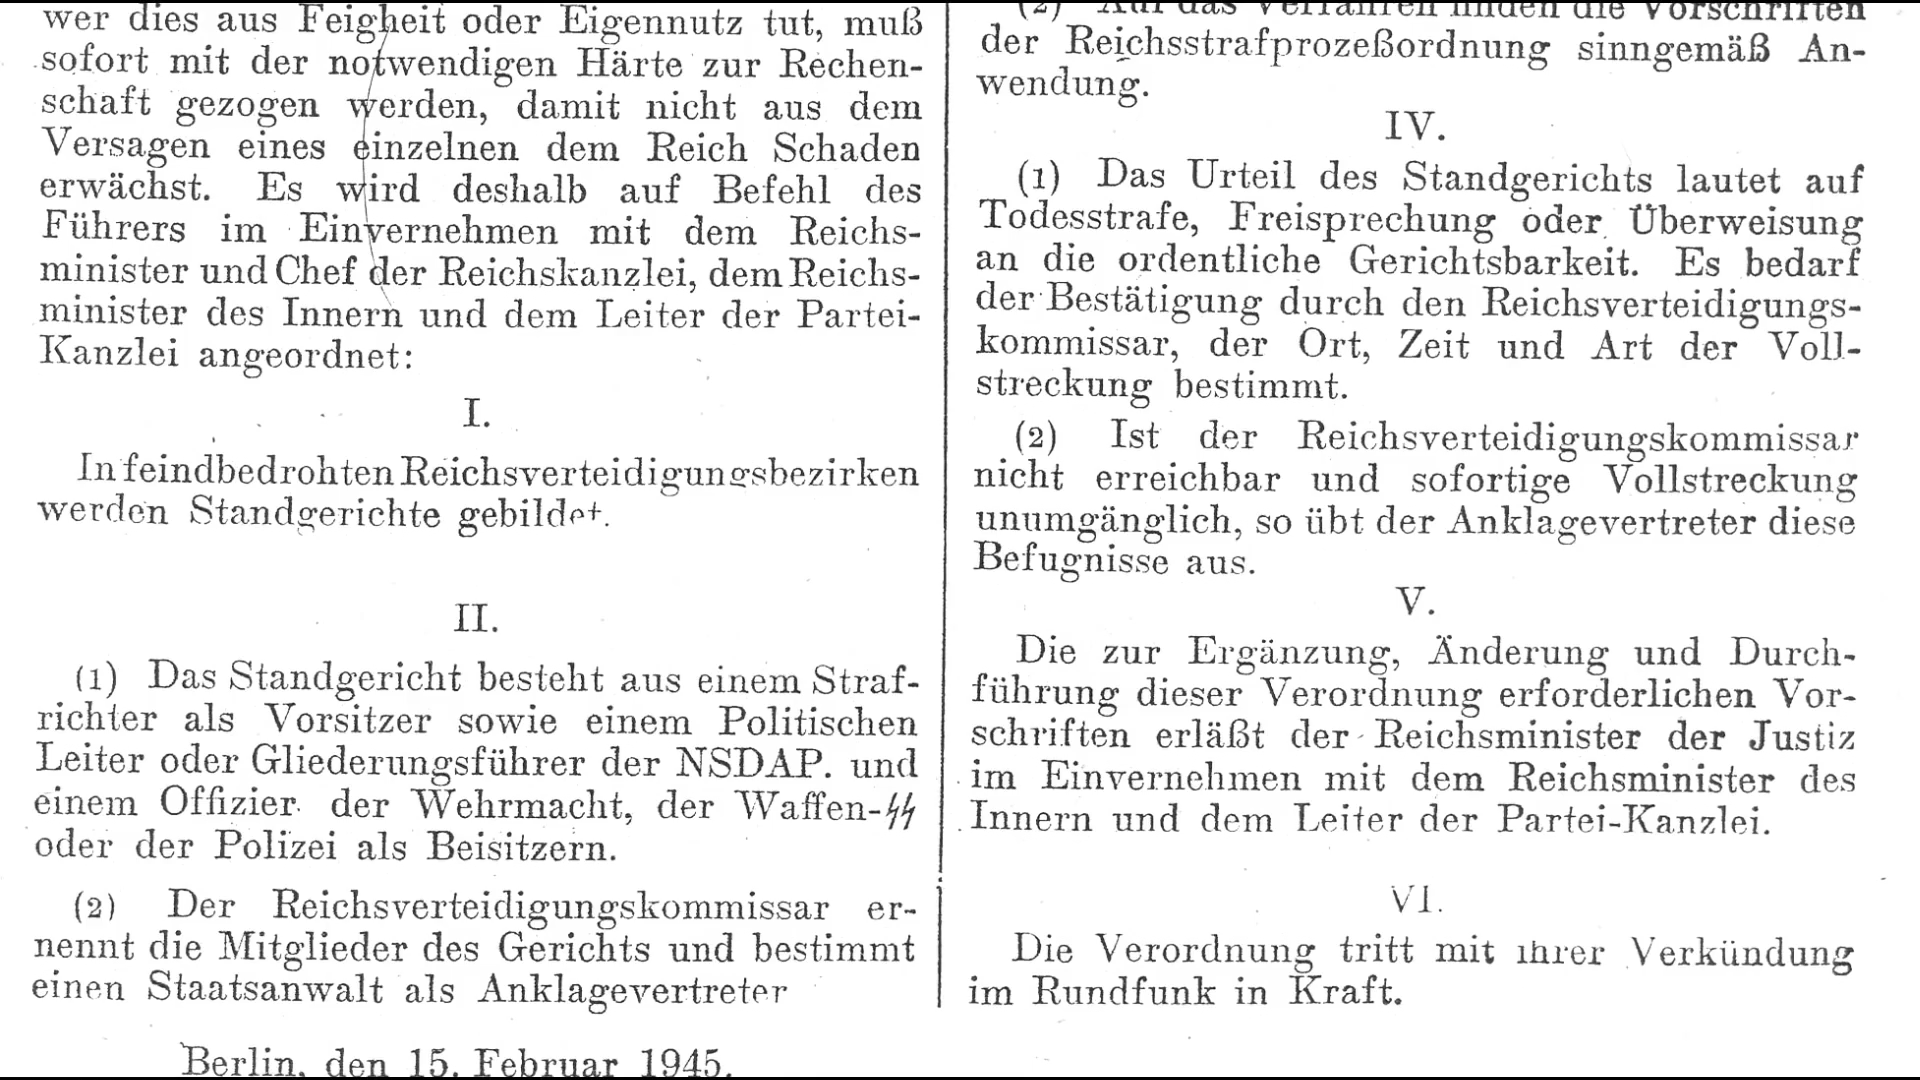 wer dies aus Feigheit oder Eigennutz tut, muß
sofort mit der notwendigen Härte zur Rechen-
schaft gezogen werden, damit nicht aus dem
Versagen eines einzelnen dem Reich Schaden
erwächst. Es wird deshalb auf Befehl des
Führers im Einvernehmen mit dem Reichs-
minister und Chef der Reichskanzlei, dem Reichs-
minister des Innern und dem Leiter der Partei-
Kanzlei angeordnet:
I.
In feindbedrohten Reichsverteidigungsbezirken
werden Standgerichte gebildet.
II.
(1) Das Standgericht besteht aus einem Straf-
richter als Vorsitzer sowie einem Politischen
Leiter oder Gliederungsführer der NSDAP. und
einem Offizier der Wehrmacht, der Waffen-ᛋᛋ
oder der Polizei als Beisitzern.
(2) Der Reichsverteidigungskommissar er-
nennt die Mitglieder des Gerichts und bestimmt
einen Staatsanwalt als Anklagevertreter
Berlin, den 15. Februar 1945.
(2) Auf das Verfahren finden die Vorschriften
der Reichsstrafprozeßordnung sinngemäß An-
wendung.
IV.
(1) Das Urteil des Standgerichts lautet auf
Todesstrafe, Freisprechung oder Überweisung
an die ordentliche Gerichtsbarkeit. Es bedarf
der Bestätigung durch den Reichsverteidigungs-
kommissar, der Ort, Zeit und Art der Voll-
streckung bestimmt.
(2) Ist der Reichsverteidigungskommissar
nicht erreichbar und sofortige Vollstreckung
unumgänglich, so übt der Anklagevertreter diese
Befugnisse aus.
V.
Die zur Ergänzung, Änderung und Durch-
führung dieser Verordnung erforderlichen Vor-
schriften erläßt der Reichsminister der Justiz
im Einvernehmen mit dem Reichsminister des
Innern und dem Leiter der Partei-Kanzlei.
VI.
Die Verordnung tritt mit ihrer Verkündung
im Rundfunk in Kraft.